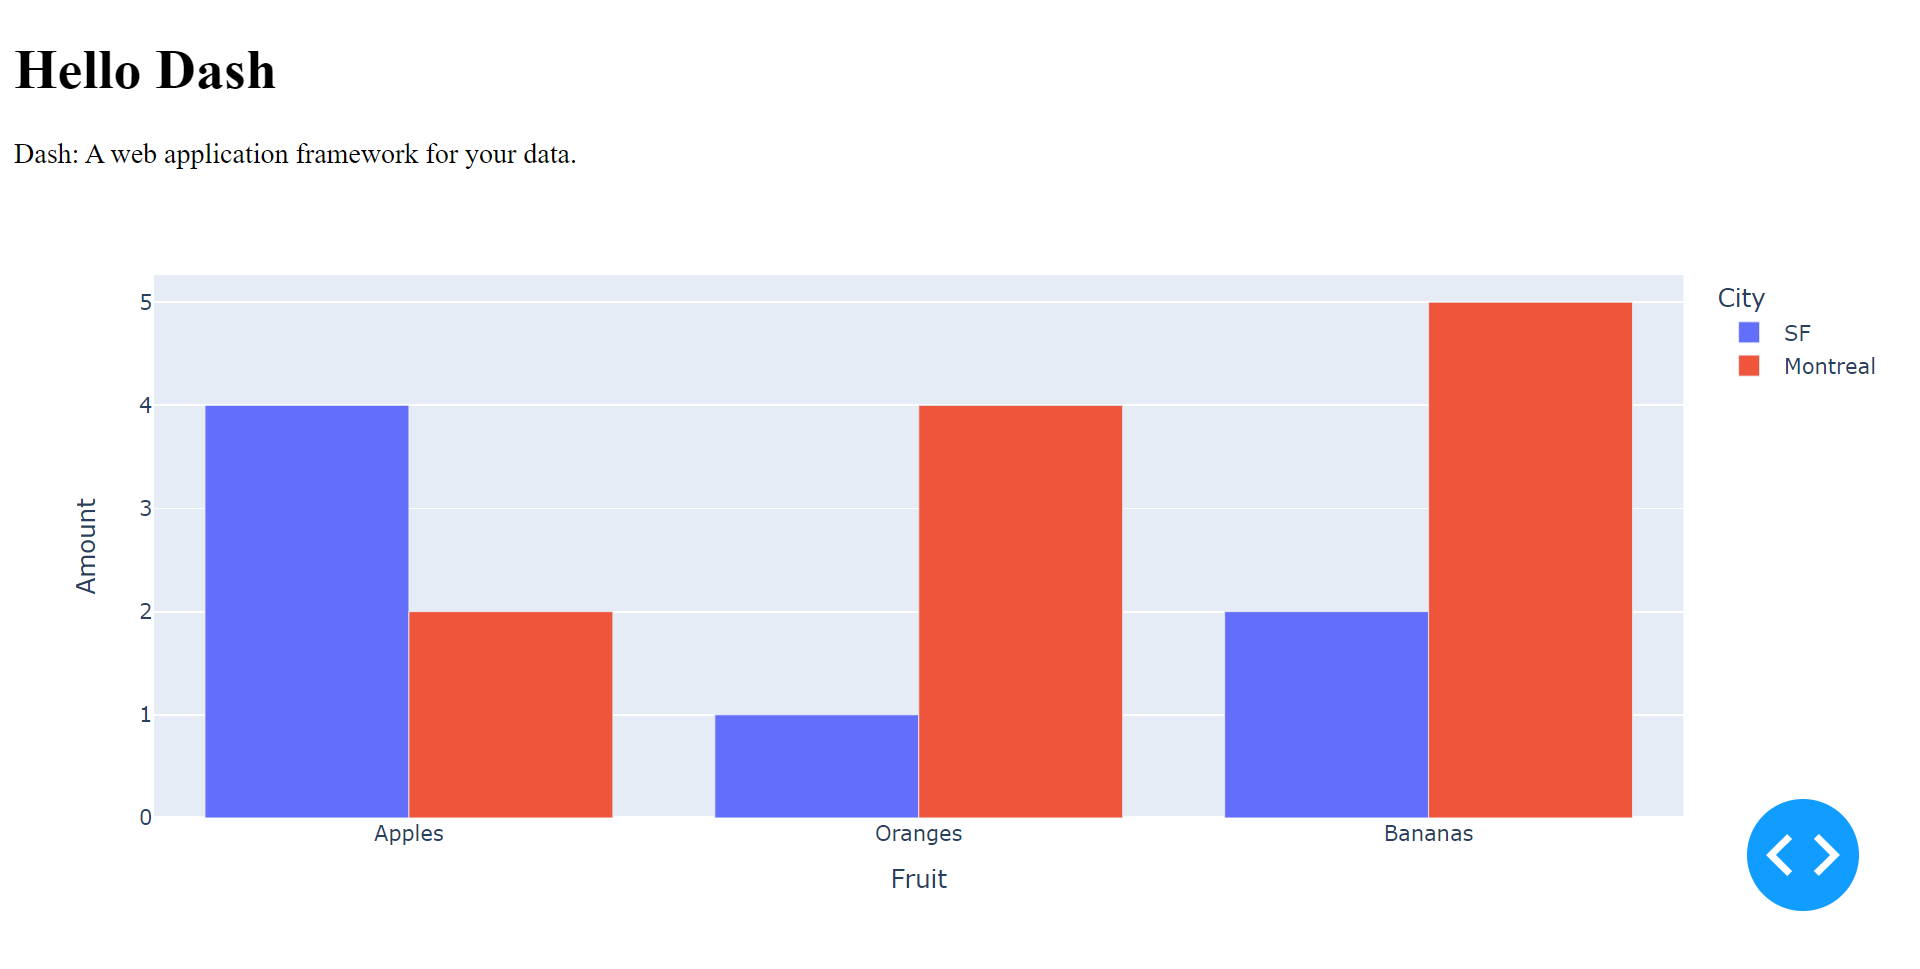 Hello Dash
Dash: A web application framework for your data.
City
SF
Montreal
5
4
3
2
1
0
Amount
Apples Oranges Bananas
Fruit